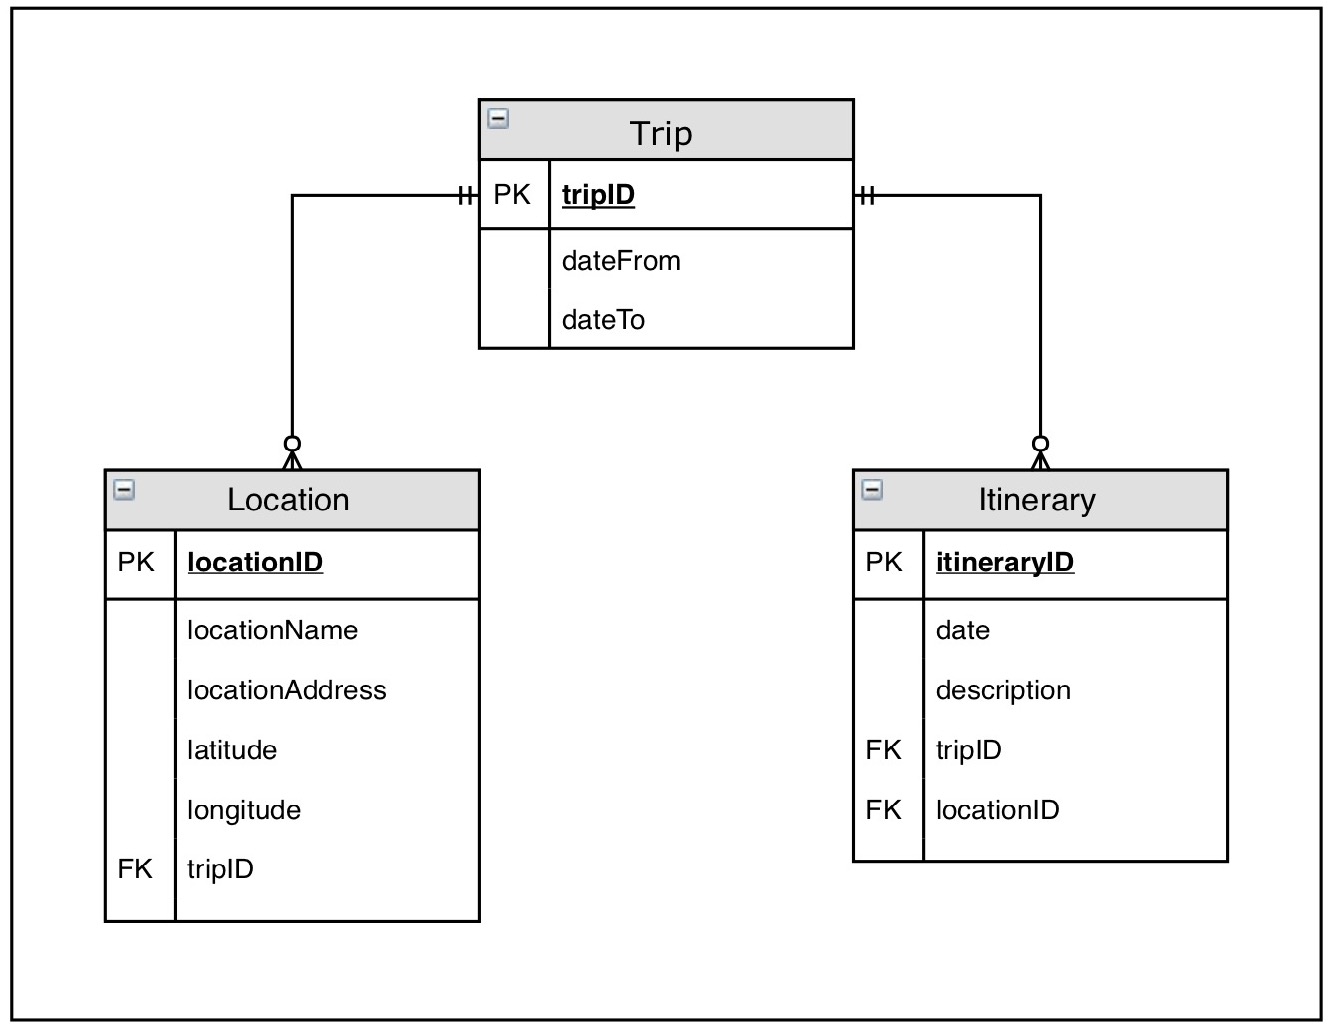 Trip
PK tripID
dateFrom
dateTo
Location
PK locationID
locationName
locationAddress
latitude
longitude
FK tripID
Itinerary
PK itineraryID
date
description
FK tripID
FK locationID